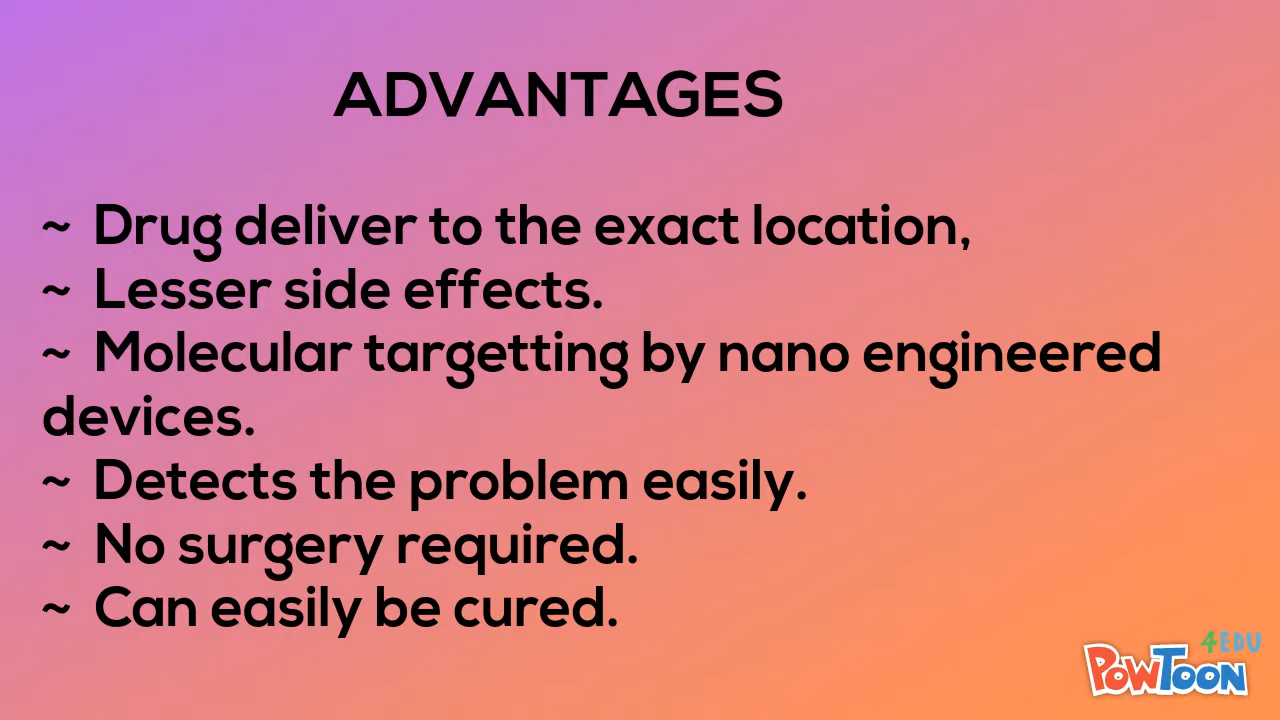 ADVANTAGES
~ Drug deliver to the exact location,
~ Lesser side effects.
~ Molecular targetting by nano engineered
devices.
~ Detects the problem easily.
~ No surgery required.
~ Can easily be cured.
4EDU
POWTOON